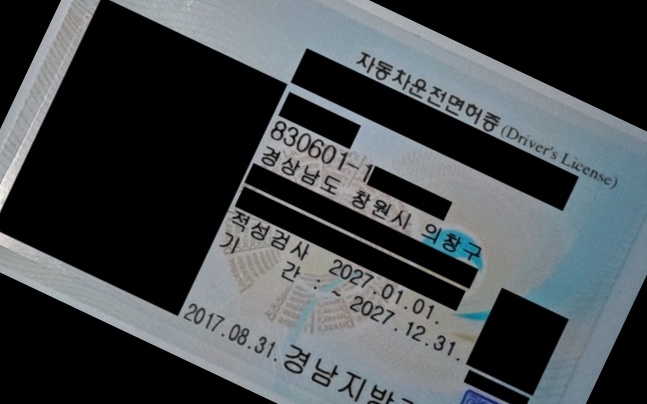 자동차운전면허증 (Driver's License)
830601-1
경상남도 창원시 의창구
적성검사 2027.01.01.
기 간 : ~ 2027.12.31.
2017.08.31. 경남지방